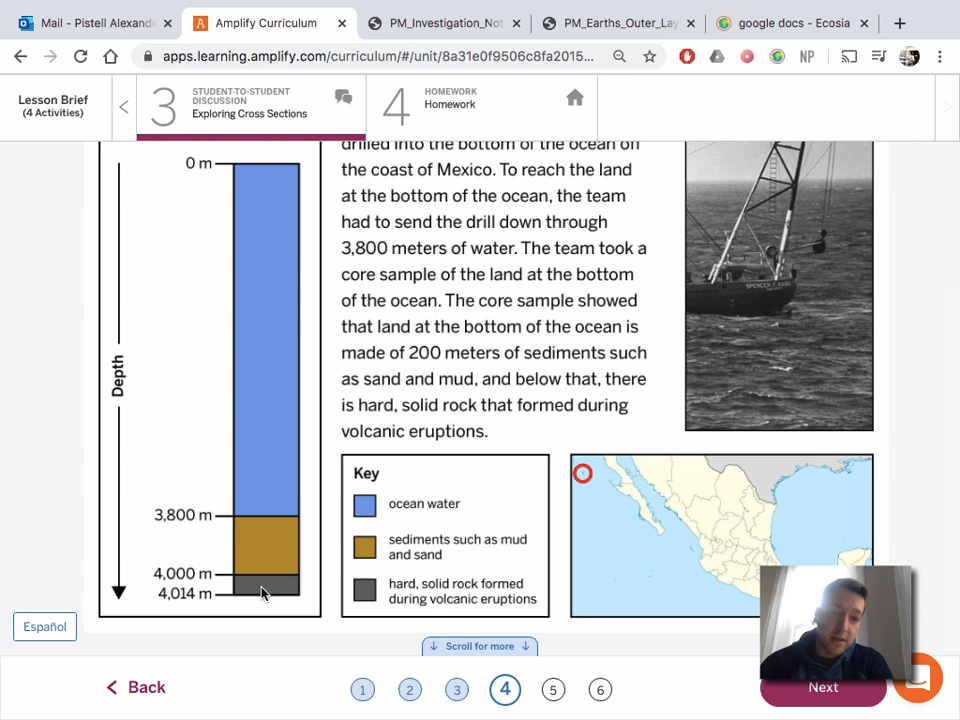 Mail - Pistell Alexand
Amplify Curriculum
PM_Investigation_Not
PM_Earths_Outer_Lay
google docs - Ecosia
apps.learning.amplify.com/curriculum/#/unit/8a31e0f9506c8fa2015...
NP
Lesson Brief
(4 Activities)
3
STUDENT-TO-STUDENT
DISCUSSION
Exploring Cross Sections
4
HOMEWORK
Homework
drilled into the bottom of the ocean off
the coast of Mexico. To reach the land
at the bottom of the ocean, the team
had to send the drill down through
3,800 meters of water. The team took a
core sample of the land at the bottom
of the ocean. The core sample showed
that land at the bottom of the ocean is
made of 200 meters of sediments such
as sand and mud, and below that, there
is hard, solid rock that formed during
volcanic eruptions.
0 m
Depth
3,800 m
4,000 m
4,014 m
SPENCER F. BAIRD
Key
ocean water
sediments such as mud
and sand
hard, solid rock formed
during volcanic eruptions
Español
Scroll for more
Back
1
2
3
4
5
6
Next